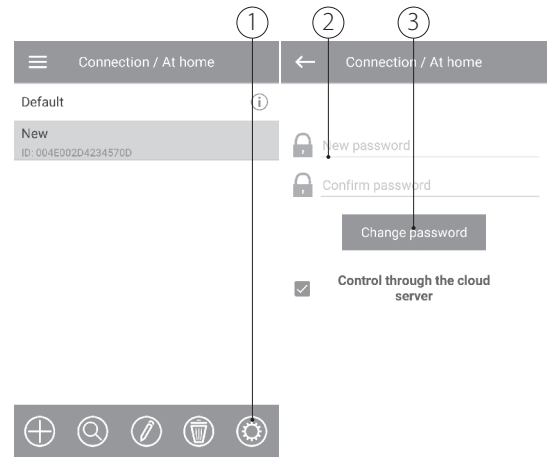 1
2
3
Connection / At home
Default
New
ID: 004E002D4234570D
Connection / At home
New password
Confirm password
Change password
Control through the cloud
server